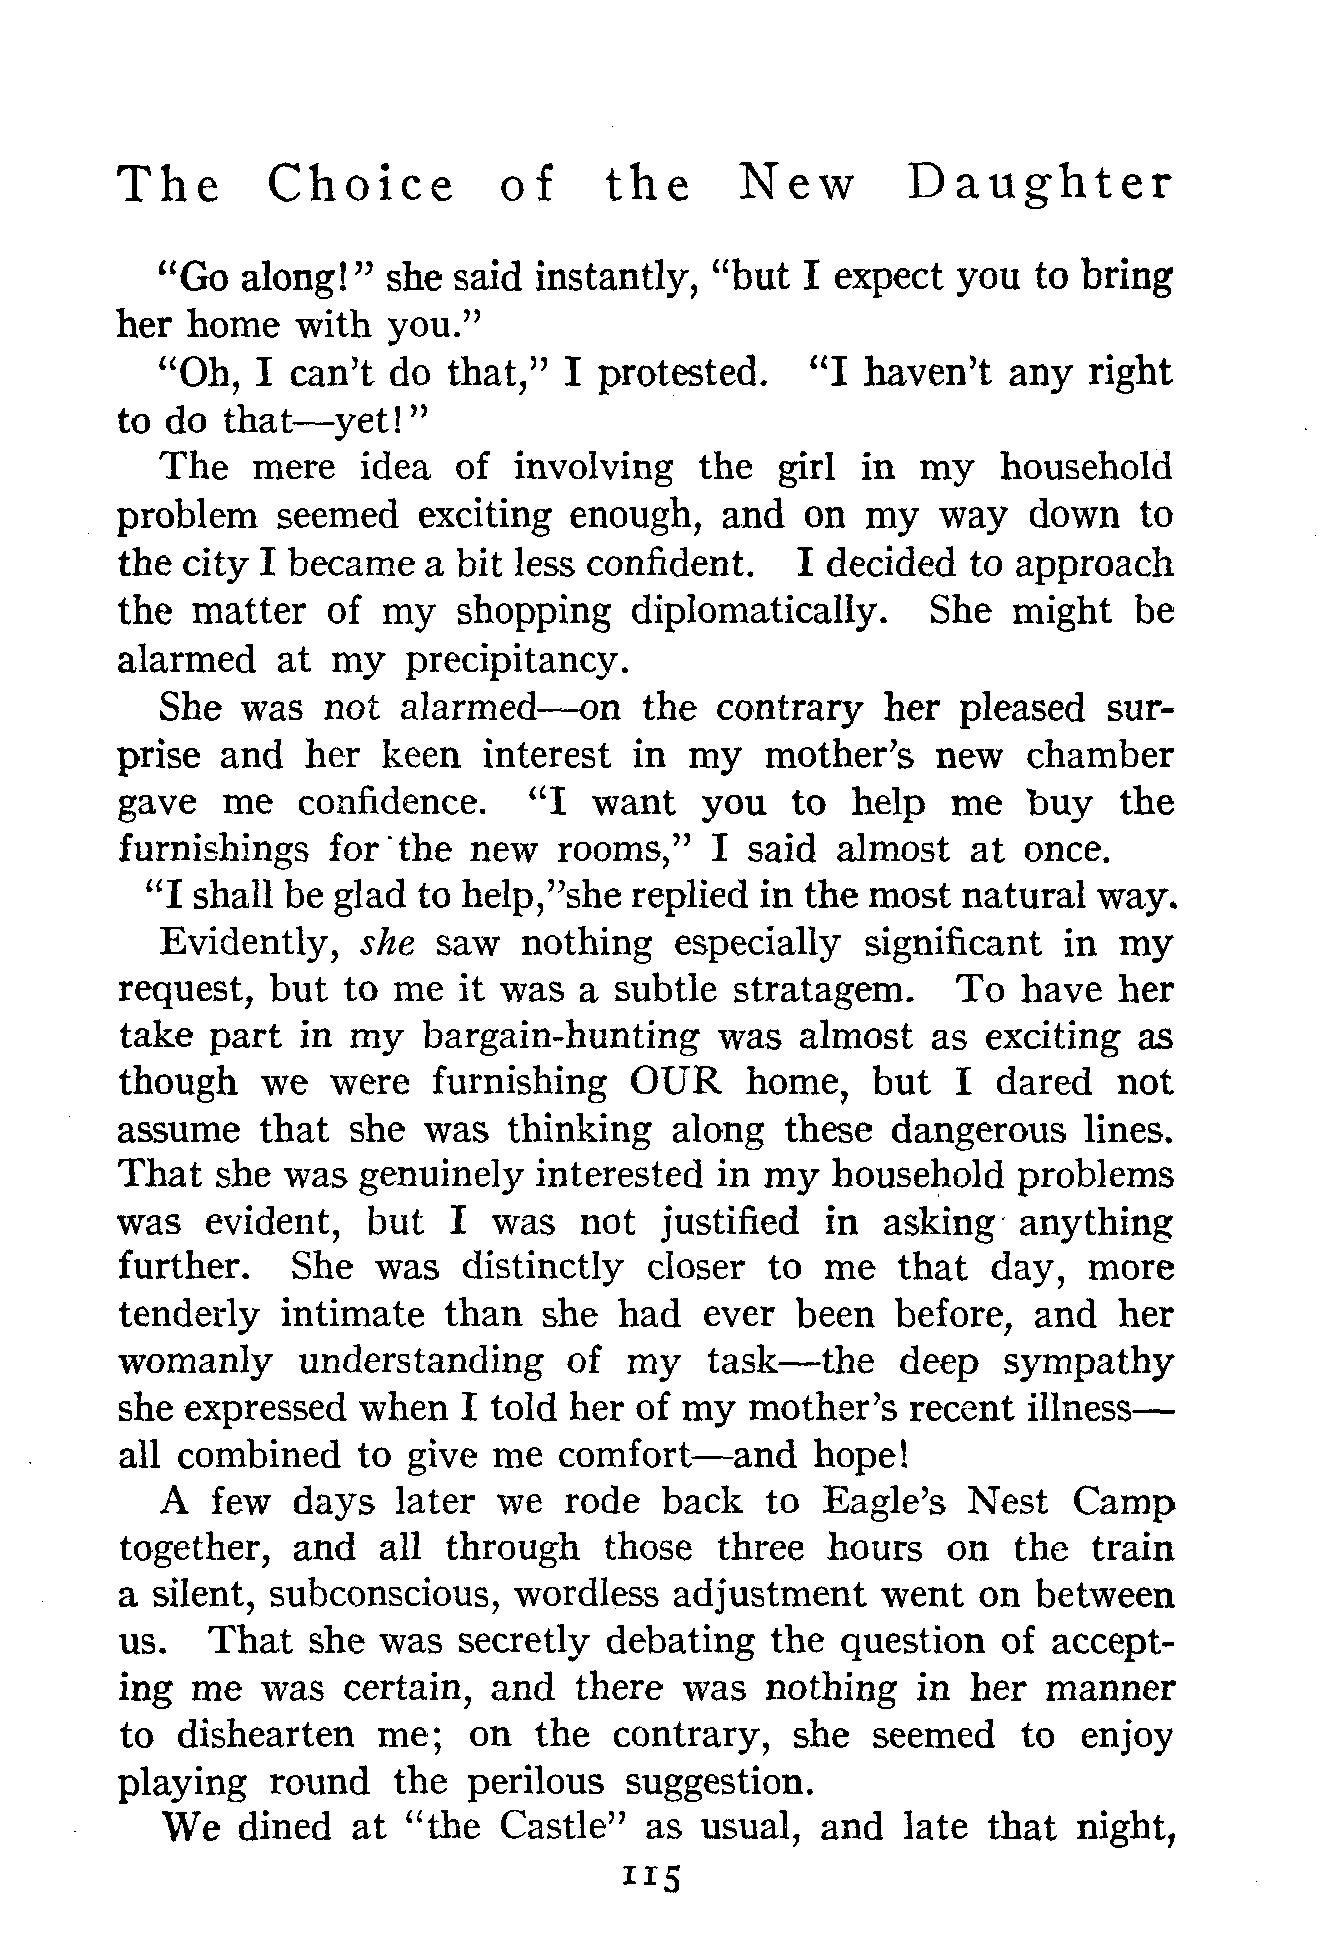 The Choice of the New Daughter
“Go along!” she said instantly, “but I expect you to bring
her home with you.”
“Oh, I can’t do that,” I protested. “I haven’t any right
to do that—yet!”
The mere idea of involving the girl in my household
problem seemed exciting enough, and on my way down to
the city I became a bit less confident. I decided to approach
the matter of my shopping diplomatically. She might be
alarmed at my precipitancy.
She was not alarmed—on the contrary her pleased sur-
prise and her keen interest in my mother’s new chamber
gave me confidence. “I want you to help me buy the
furnishings for the new rooms,” I said almost at once.
“I shall be glad to help,”she replied in the most natural way.
Evidently, she saw nothing especially significant in my
request, but to me it was a subtle stratagem. To have her
take part in my bargain-hunting was almost as exciting as
though we were furnishing OUR home, but I dared not
assume that she was thinking along these dangerous lines.
That she was genuinely interested in my household problems
was evident, but I was not justified in asking anything
further. She was distinctly closer to me that day, more
tenderly intimate than she had ever been before, and her
womanly understanding of my task—the deep sympathy
she expressed when I told her of my mother’s recent illness—
all combined to give me comfort—and hope!
A few days later we rode back to Eagle’s Nest Camp
together, and all through those three hours on the train
a silent, subconscious, wordless adjustment went on between
us. That she was secretly debating the question of accept-
ing me was certain, and there was nothing in her manner
to dishearten me; on the contrary, she seemed to enjoy
playing round the perilous suggestion.
We dined at “the Castle” as usual, and late that night,
115